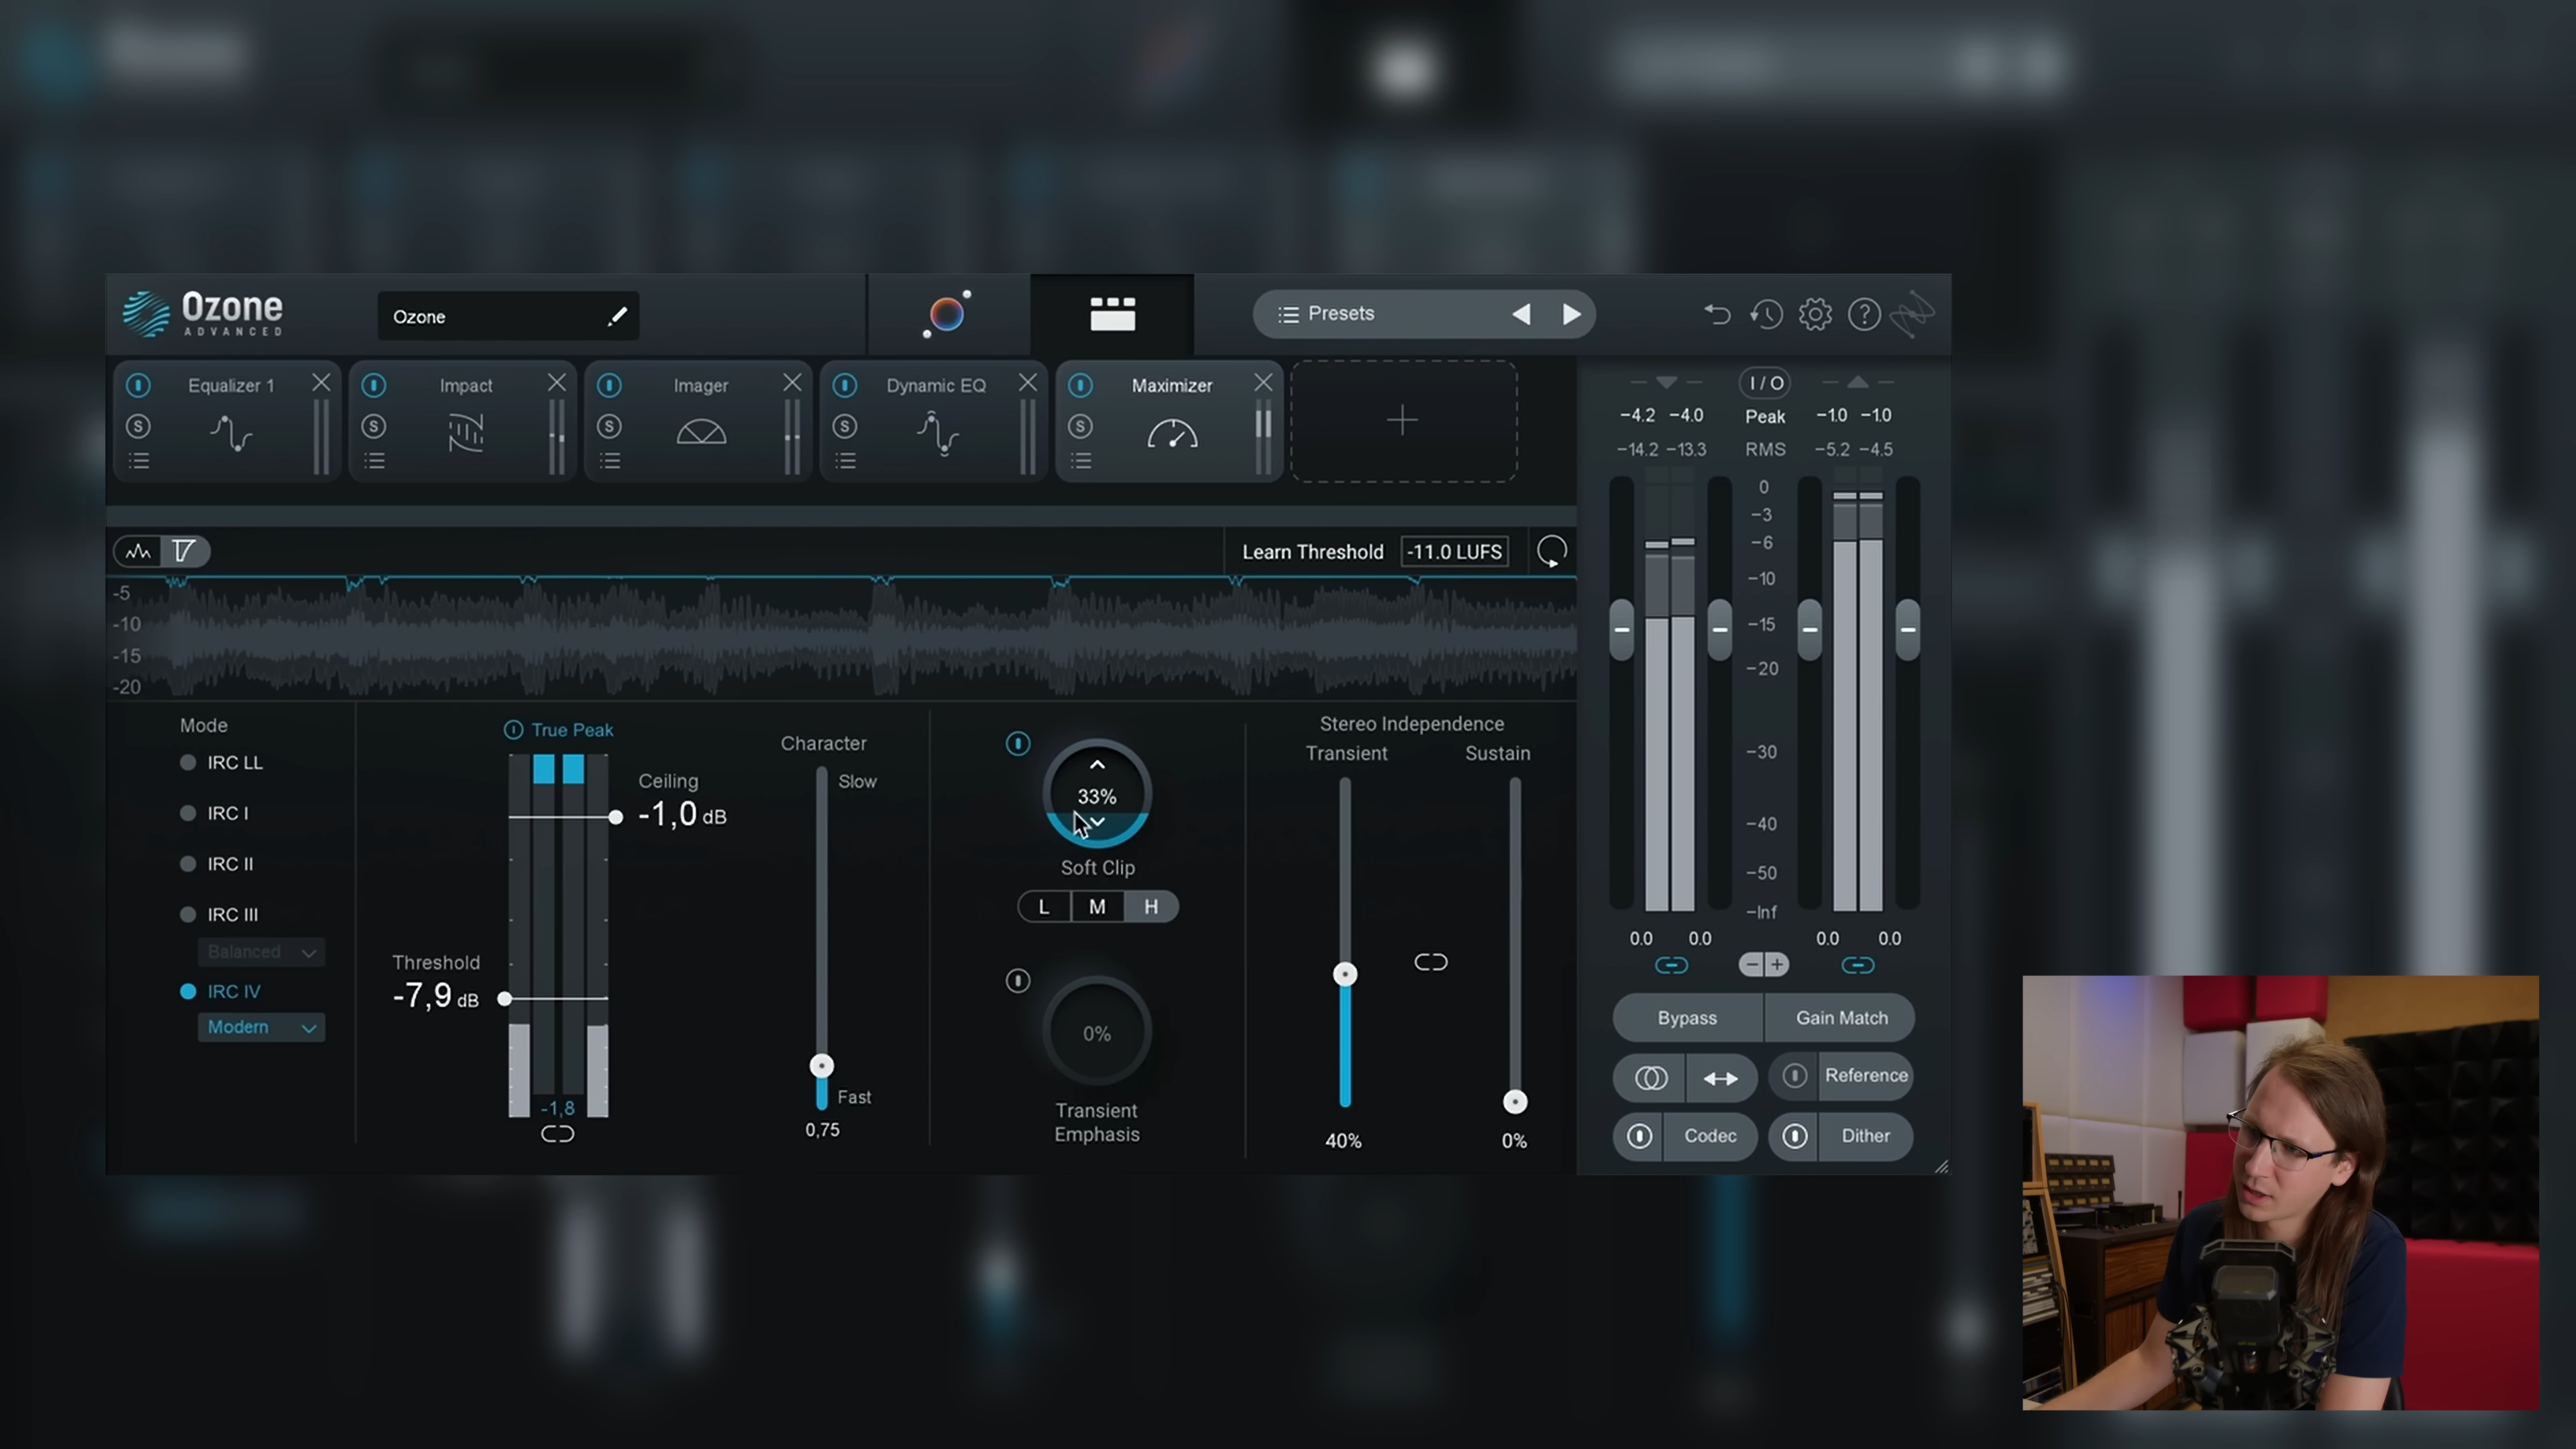 Ozone
ADVANCED
Ozone
Presets
Equalizer 1
Impact
Imager
Dynamic EQ
Maximizer
S
S
S
S
S
I / O
-4.2 -4.0 Peak -1.0 -1.0
-14.2 -13.3 RMS -5.2 -4.5
Learn Threshold -11.0 LUFS
-5
-10
-15
-20
0
-3
-6
-10
-15
-20
-30
-40
-50
-Inf
0.0 0.0 0.0 0.0
Mode
IRC LL
IRC I
IRC II
IRC III
Balanced
IRC IV
Modern
True Peak
Ceiling
-1,0 dB
Threshold
-7,9 dB
-1,8
Character
Slow
Fast
0,75
33%
Soft Clip
L M H
0%
Transient
Emphasis
Stereo Independence
Transient Sustain
40% 0%
Bypass Gain Match
Reference
Codec Dither